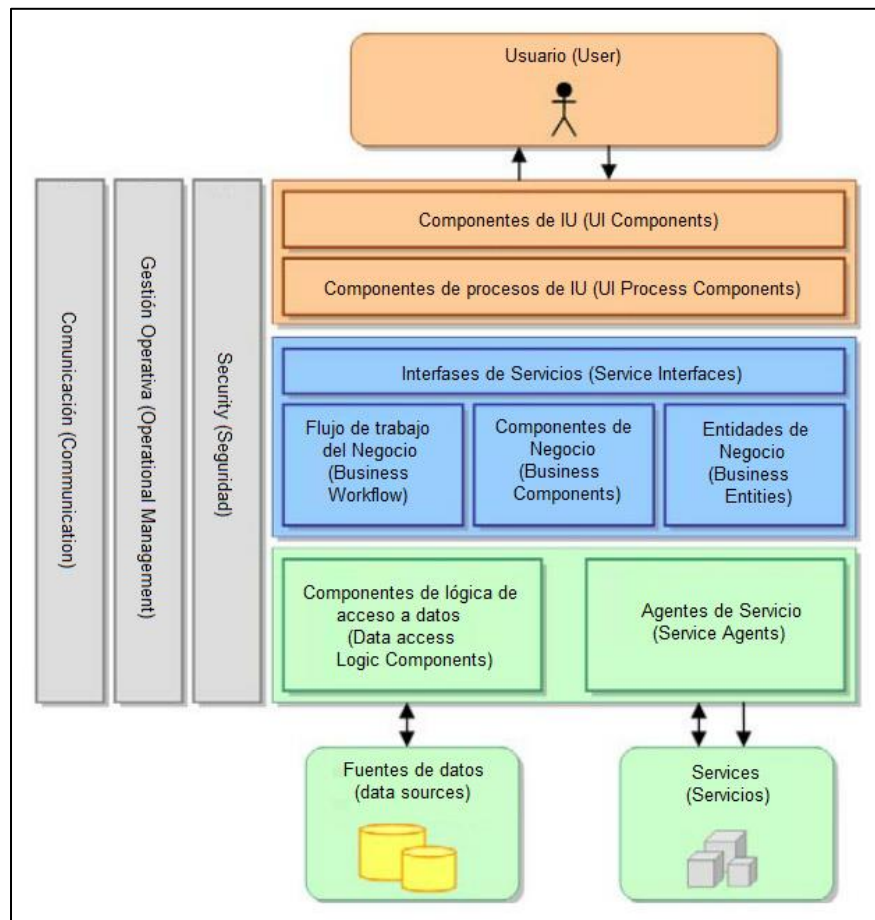 Usuario (User)
Comunicación (Communication)
Gestión Operativa (Operational Management)
Security (Seguridad)
Componentes de IU (UI Components)
Componentes de procesos de IU (UI Process Components)
Interfases de Servicios (Service Interfaces)
Flujo de trabajo
del Negocio
(Business
Workflow)
Componentes de
Negocio
(Business
Components)
Entidades de
Negocio
(Business
Entities)
Componentes de lógica de
acceso a datos
(Data access
Logic Components)
Agentes de Servicio
(Service Agents)
Fuentes de datos
(data sources)
Services
(Servicios)